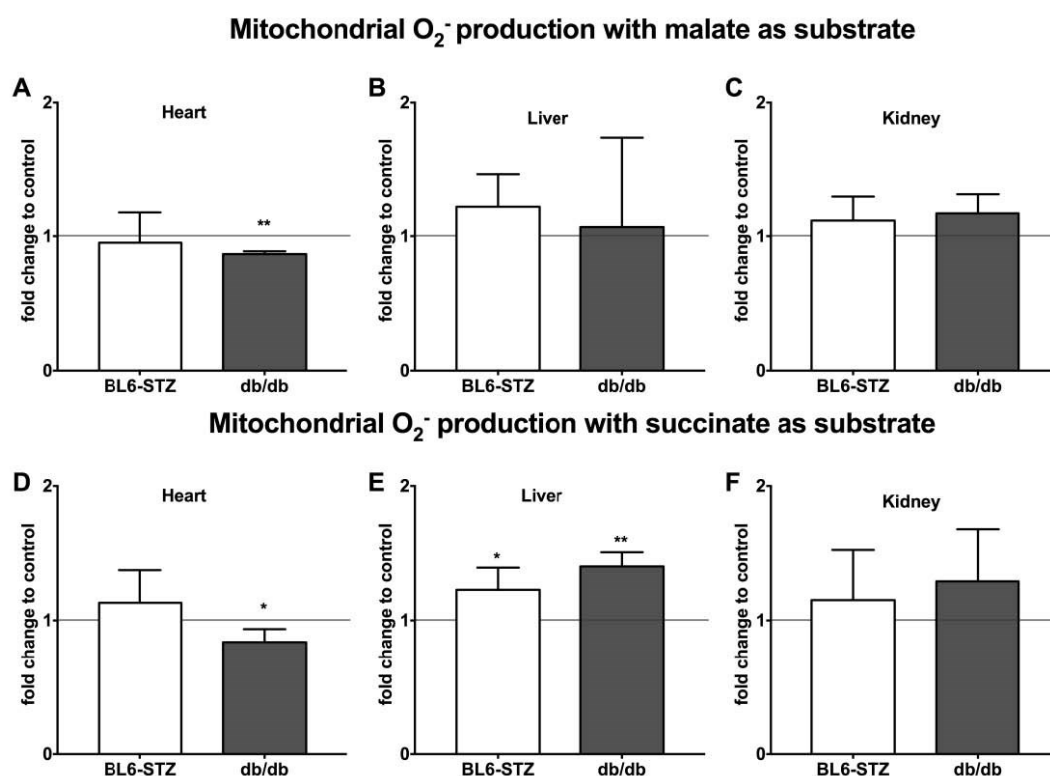 Mitochondrial O₂⁻ production with malate as substrate
A
Heart
fold change to control
2
1
0
**
BL6-STZ
db/db
B
Liver
fold change to control
2
1
0
BL6-STZ
db/db
C
Kidney
fold change to control
2
1
0
BL6-STZ
db/db
Mitochondrial O₂⁻ production with succinate as substrate
D
Heart
fold change to control
2
1
0
*
BL6-STZ
db/db
E
Liver
fold change to control
2
1
0
*
**
BL6-STZ
db/db
F
Kidney
fold change to control
2
1
0
BL6-STZ
db/db